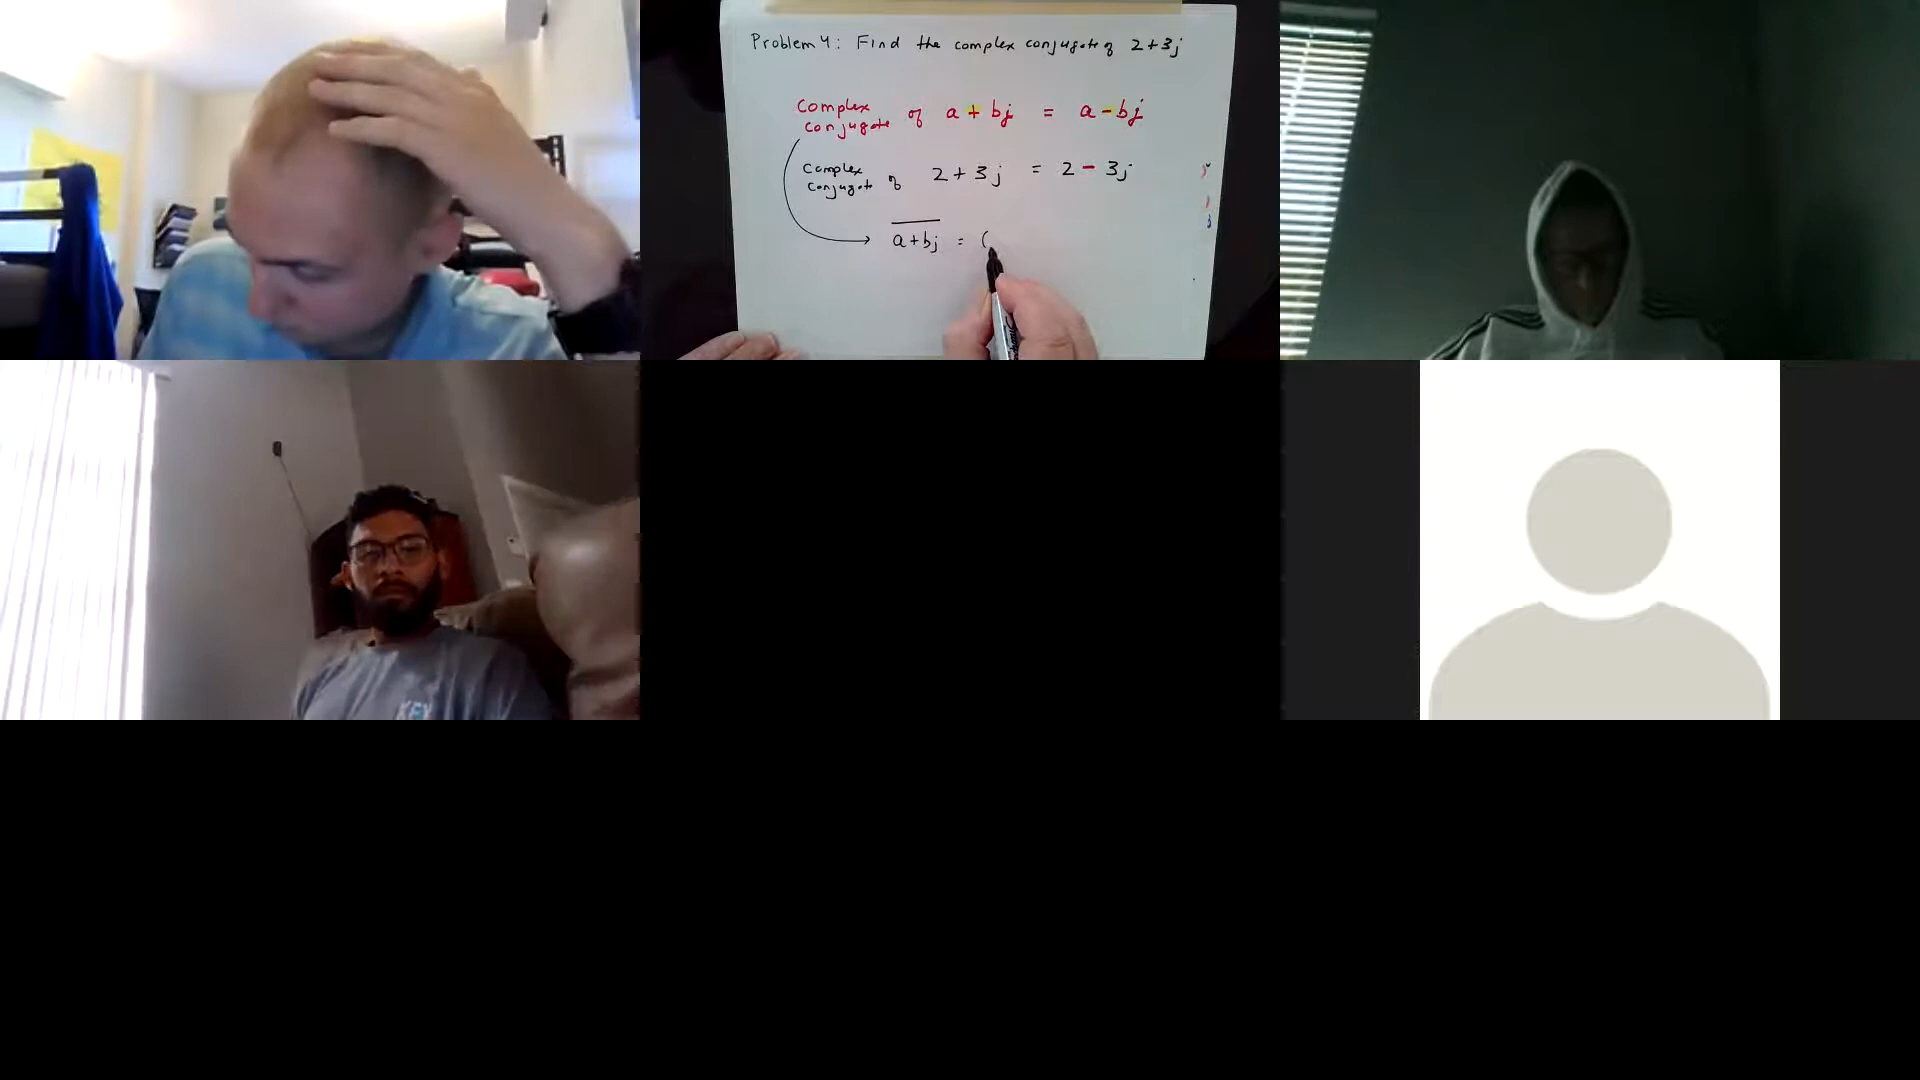 Problem 4: Find the complex conjugate of 2+3j
Complex conjugate of a + bj = a - bj
Complex conjugate of 2+3j = 2 - 3j
a+bj = (